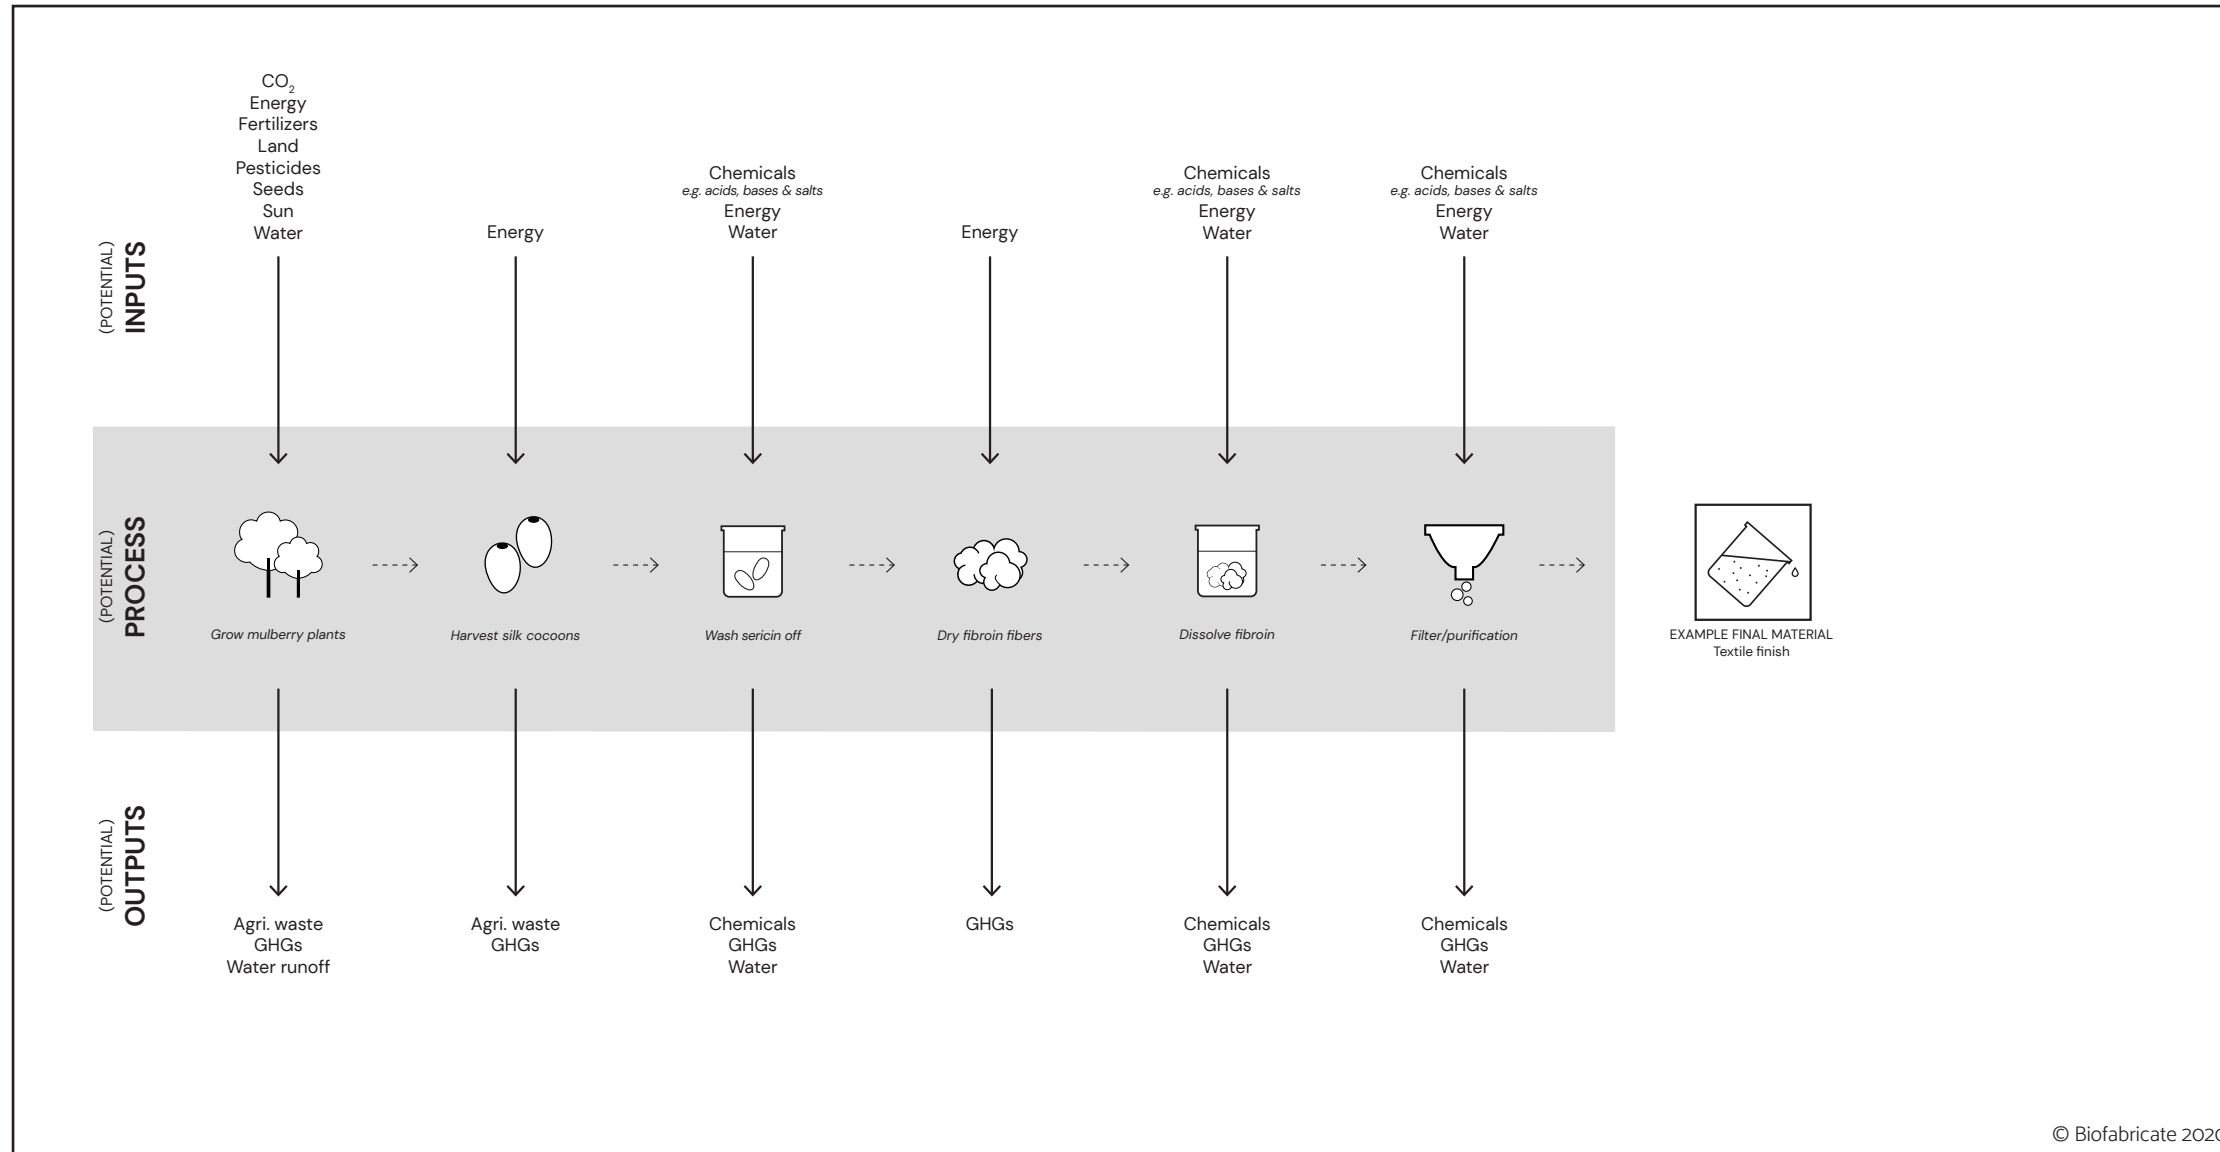 CO₂
Energy
Fertilizers
Land
Pesticides
Seeds
Sun
Water
Energy
Chemicals
e.g. acids, bases & salts
Energy
Water
Energy
Chemicals
e.g. acids, bases & salts
Energy
Water
Chemicals
e.g. acids, bases & salts
Energy
Water
(POTENTIAL)
INPUTS
(POTENTIAL)
PROCESS
Grow mulberry plants
Harvest silk cocoons
Wash sericin off
Dry fibroin fibers
Dissolve fibroin
Filter/purification
EXAMPLE FINAL MATERIAL
Textile finish
(POTENTIAL)
OUTPUTS
Agri. waste
GHGs
Water runoff
Agri. waste
GHGs
Chemicals
GHGs
Water
GHGs
Chemicals
GHGs
Water
Chemicals
GHGs
Water
© Biofabricate 2020